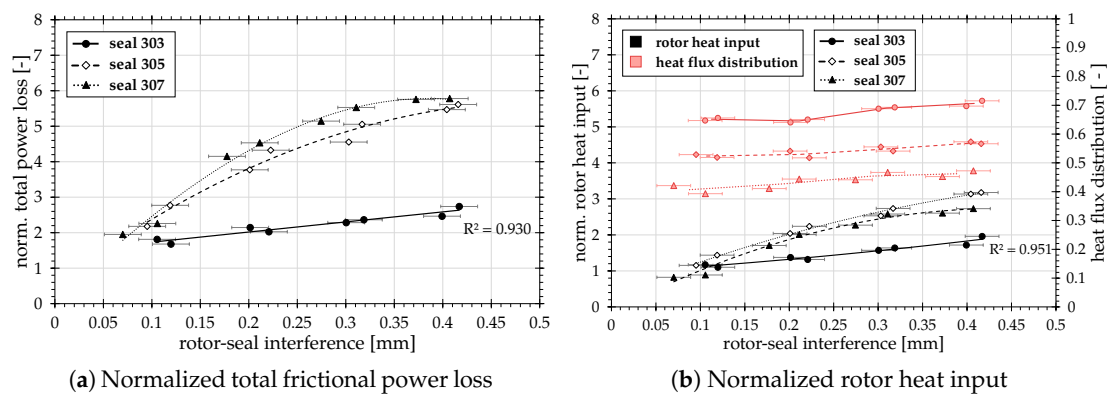 8
7
6
5
4
3
2
1
0
norm. total power loss [-]
seal 303
seal 305
seal 307
R² = 0.930
0 0.05 0.1 0.15 0.2 0.25 0.3 0.35 0.4 0.45 0.5
rotor-seal interference [mm]
(a) Normalized total frictional power loss
8
7
6
5
4
3
2
1
0
norm. rotor heat input [-]
rotor heat input
heat flux distribution
seal 303
seal 305
seal 307
R² = 0.951
1
0.9
0.8
0.7
0.6
0.5
0.4
0.3
0.2
0.1
0
heat flux distribution [ - ]
0 0.05 0.1 0.15 0.2 0.25 0.3 0.35 0.4 0.45 0.5
rotor-seal interference [mm]
(b) Normalized rotor heat input